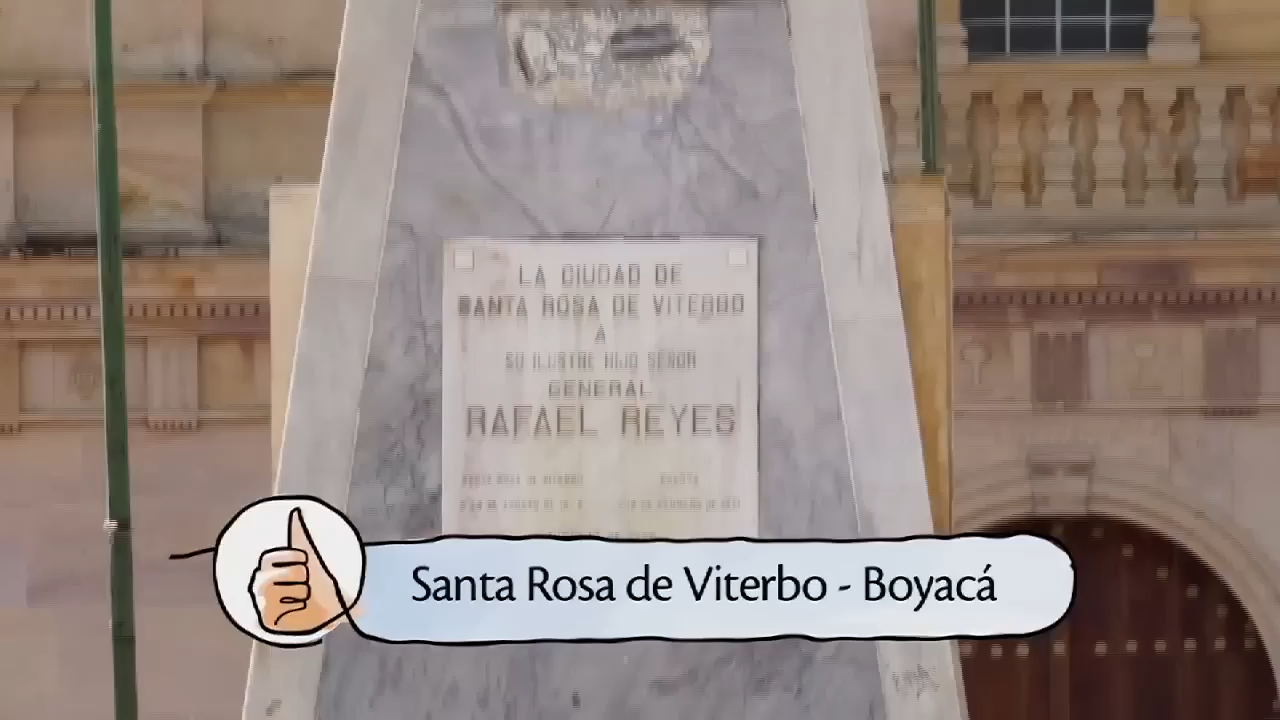 LA CIUDAD DE
SANTA ROSA DE VITERBO
A
SU ILUSTRE HIJO SEÑOR
GENERAL
RAFAEL REYES
Santa Rosa de Viterbo - Boyacá